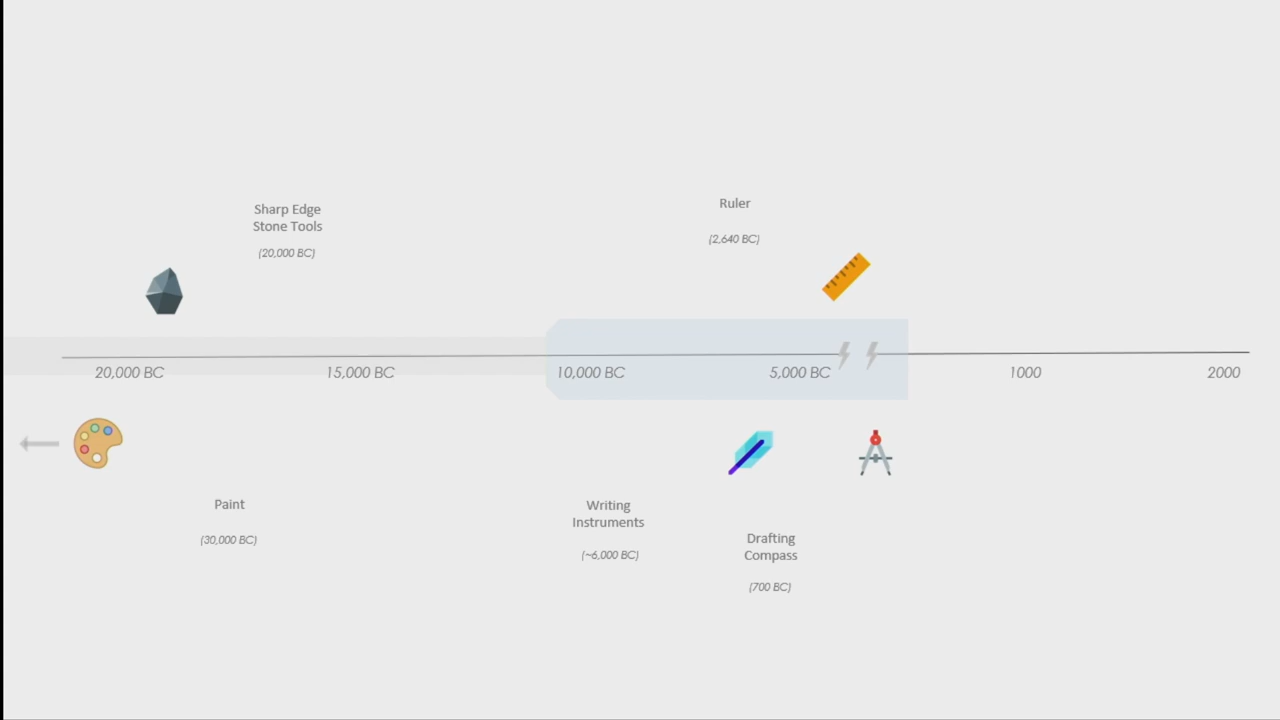 Sharp Edge
Stone Tools
(20,000 BC)
Ruler
(2,640 BC)
20,000 BC
15,000 BC
10,000 BC
5,000 BC
1000
2000
Paint
(30,000 BC)
Writing
Instruments
(~6,000 BC)
Drafting
Compass
(700 BC)